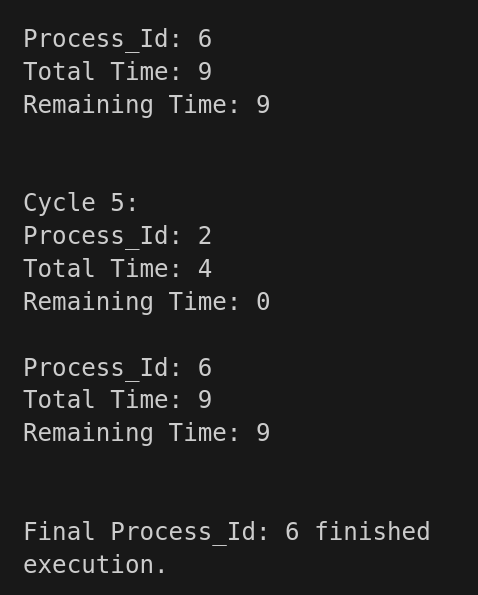 Process_Id: 6
Total Time: 9
Remaining Time: 9
Cycle 5:
Process_Id: 2
Total Time: 4
Remaining Time: 0
Process_Id: 6
Total Time: 9
Remaining Time: 9
Final Process_Id: 6 finished
execution.